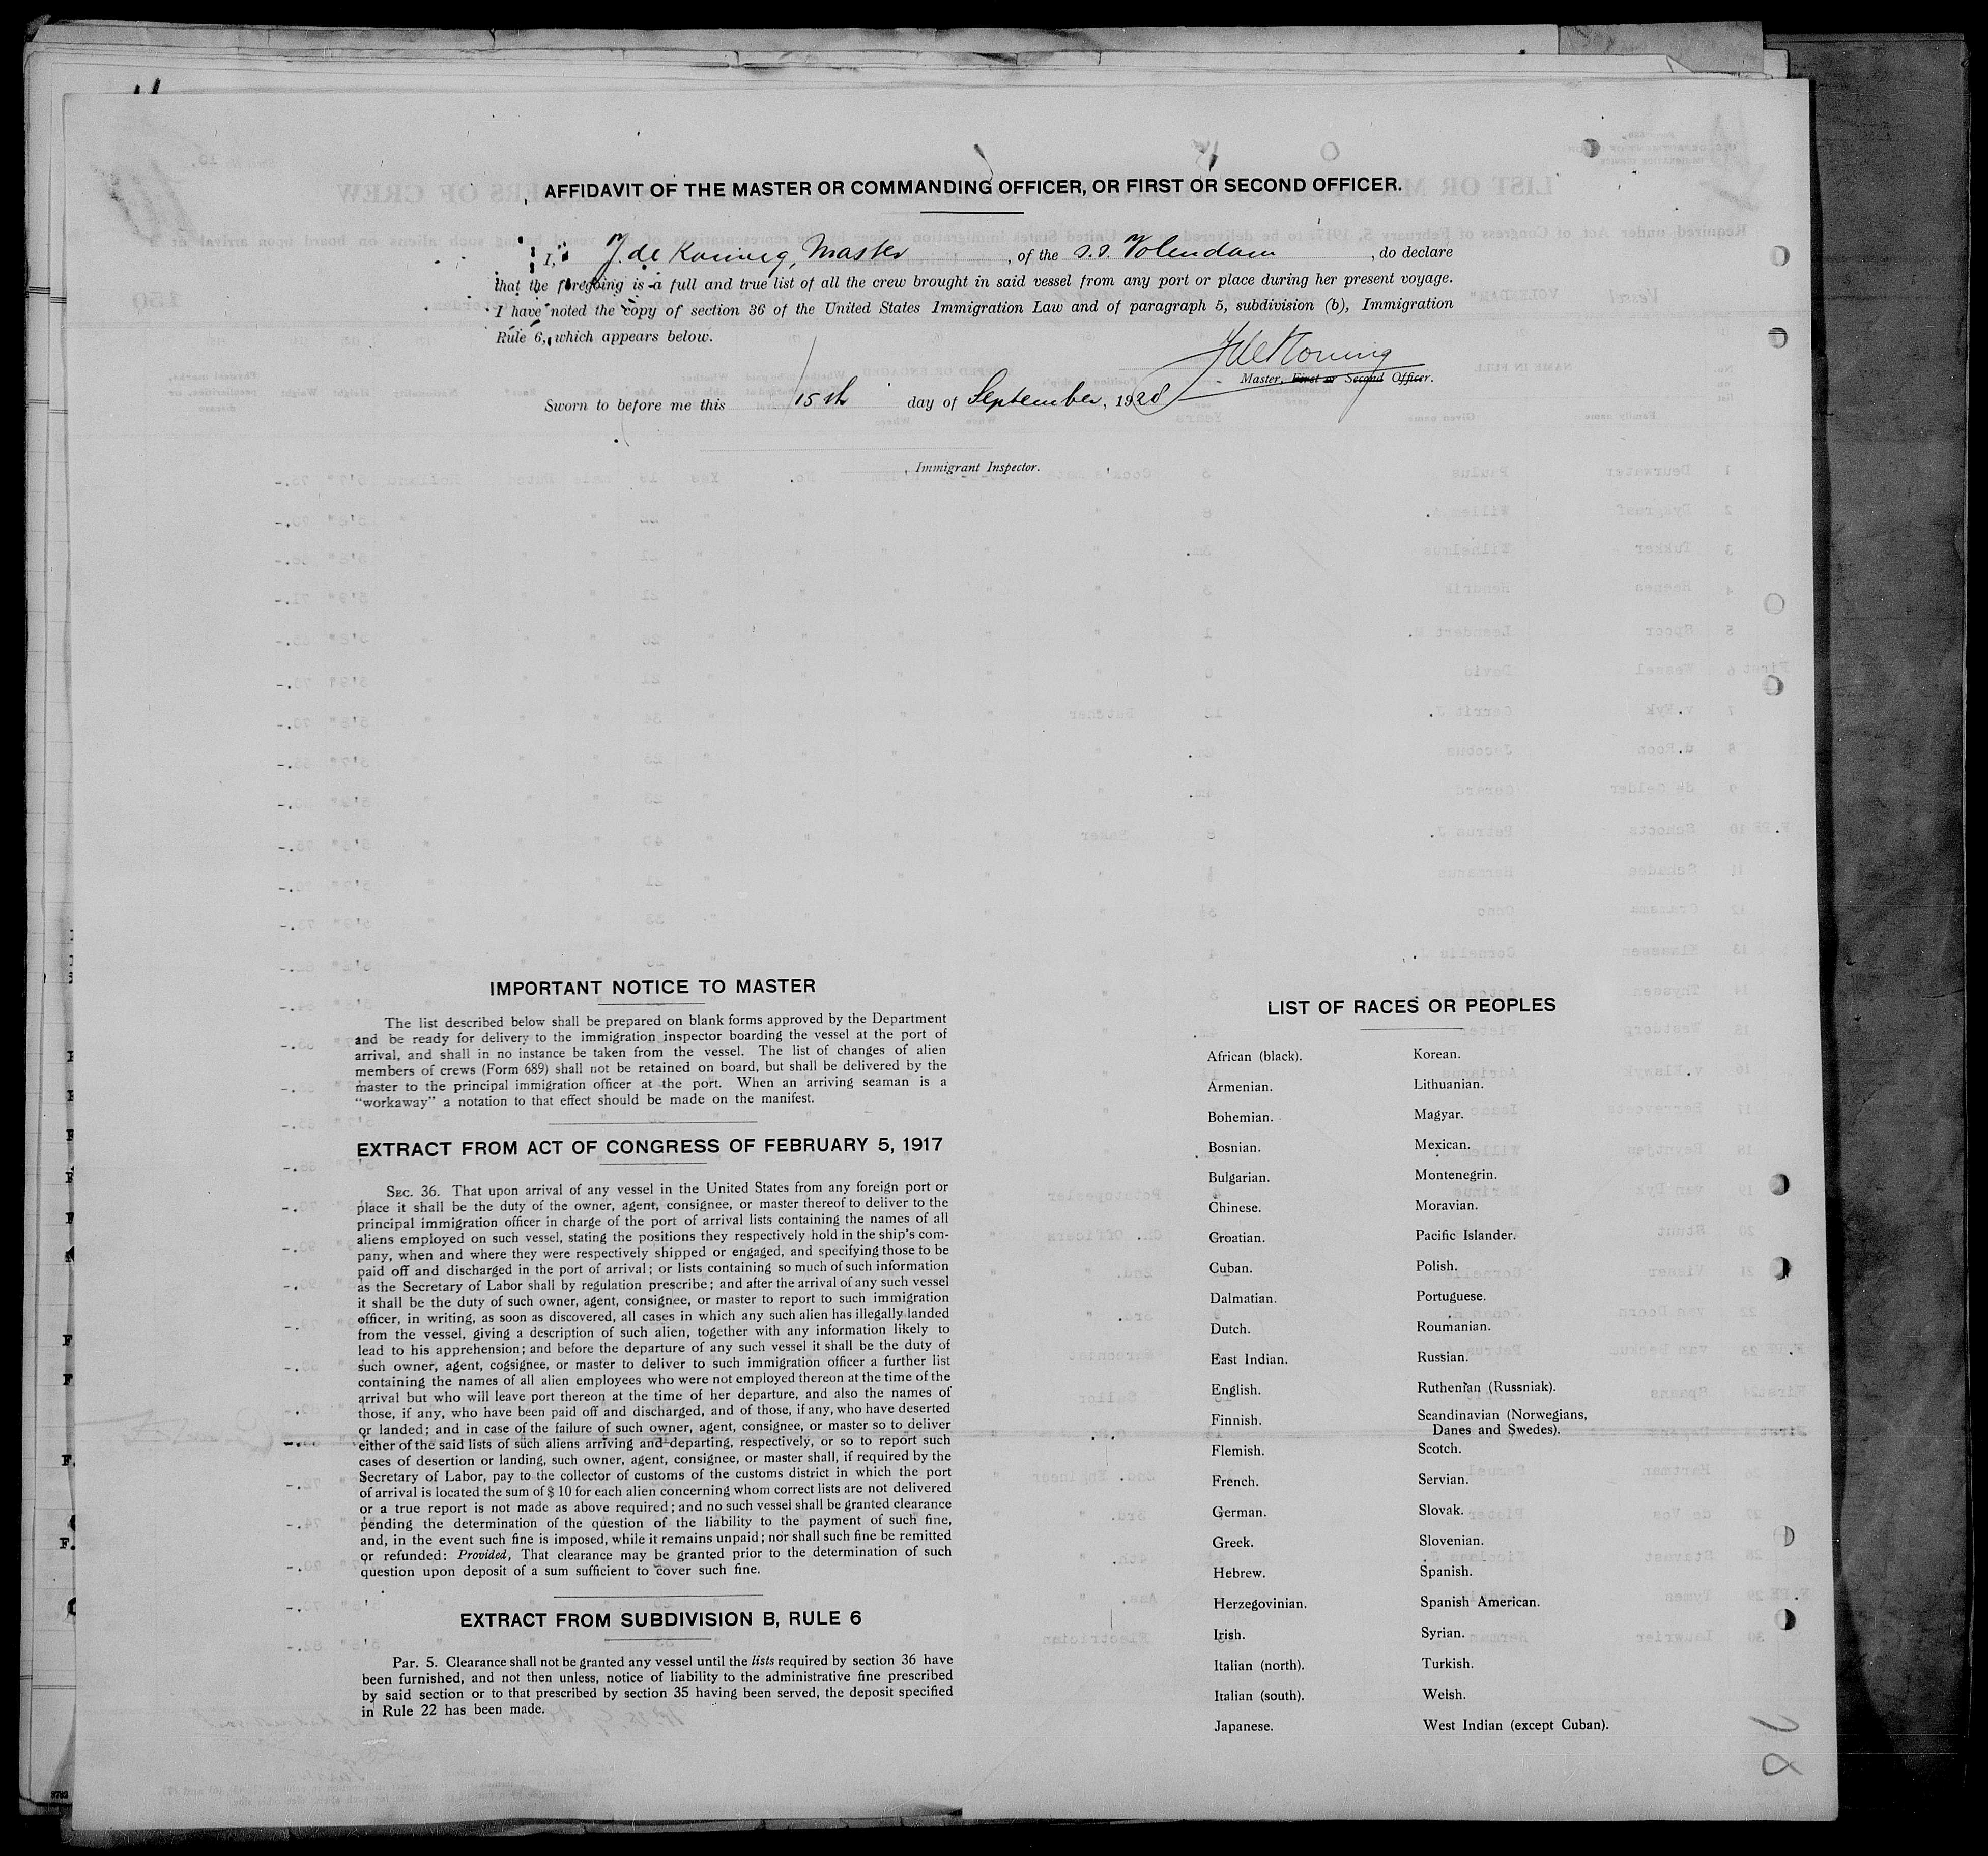 AFFIDAVIT OF THE MASTER OR COMMANDING OFFICER, OR FIRST OR SECOND OFFICER.
I, J. de Koning, Master, of the s.s. Volendam, do declare
that the foregoing is a full and true list of all the crew brought in said vessel from any port or place during her present voyage.
I have noted the copy of section 36 of the United States Immigration Law and of paragraph 5, subdivision (b), Immigration
Rule 6, which appears below.
JdeKoning
Master, First or Second Officer.
Sworn to before me this 15th day of September, 1928
, Immigrant Inspector.
IMPORTANT NOTICE TO MASTER
The list described below shall be prepared on blank forms approved by the Department
and be ready for delivery to the immigration inspector boarding the vessel at the port of
arrival, and shall in no instance be taken from the vessel. The list of changes of alien
members of crews (Form 689) shall not be retained on board, but shall be delivered by the
master to the principal immigration officer at the port. When an arriving seaman is a
"workaway" a notation to that effect should be made on the manifest.
EXTRACT FROM ACT OF CONGRESS OF FEBRUARY 5, 1917
SEC. 36. That upon arrival of any vessel in the United States from any foreign port or
place it shall be the duty of the owner, agent, consignee, or master thereof to deliver to the
principal immigration officer in charge of the port of arrival lists containing the names of all
aliens employed on such vessel, stating the positions they respectively hold in the ship's com-
pany, when and where they were respectively shipped or engaged, and specifying those to be
paid off and discharged in the port of arrival; or lists containing so much of such information
as the Secretary of Labor shall by regulation prescribe; and after the arrival of any such vessel
it shall be the duty of such owner, agent, consignee, or master to report to such immigration
officer, in writing, as soon as discovered, all cases in which any such alien has illegally landed
from the vessel, giving a description of such alien, together with any information likely to
lead to his apprehension; and before the departure of any such vessel it shall be the duty of
such owner, agent, cogsignee, or master to deliver to such immigration officer a further list
containing the names of all alien employees who were not employed thereon at the time of the
arrival but who will leave port thereon at the time of her departure, and also the names of
those, if any, who have been paid off and discharged, and of those, if any, who have deserted
or landed; and in case of the failure of such owner, agent, consignee, or master so to deliver
either of the said lists of such aliens arriving and departing, respectively, or so to report such
cases of desertion or landing, such owner, agent, consignee, or master shall, if required by the
Secretary of Labor, pay to the collector of customs of the customs district in which the port
of arrival is located the sum of $ 10 for each alien concerning whom correct lists are not delivered
or a true report is not made as above required; and no such vessel shall be granted clearance
pending the determination of the question of the liability to the payment of such fine,
and, in the event such fine is imposed, while it remains unpaid; nor shall such fine be remitted
or refunded: Provided, That clearance may be granted prior to the determination of such
question upon deposit of a sum sufficient to cover such fine.
EXTRACT FROM SUBDIVISION B, RULE 6
Par. 5. Clearance shall not be granted any vessel until the lists required by section 36 have
been furnished, and not then unless, notice of liability to the administrative fine prescribed
by said section or to that prescribed by section 35 having been served, the deposit specified
in Rule 22 has been made.
LIST OF RACES OR PEOPLES
African (black).
Armenian.
Bohemian.
Bosnian.
Bulgarian.
Chinese.
Croatian.
Cuban.
Dalmatian.
Dutch.
East Indian.
English.
Finnish.
Flemish.
French.
German.
Greek.
Hebrew.
Herzegovinian.
Irish.
Italian (north).
Italian (south).
Japanese.
Korean.
Lithuanian.
Magyar.
Mexican.
Montenegrin.
Moravian.
Pacific Islander.
Polish.
Portuguese.
Roumanian.
Russian.
Ruthenian (Russniak).
Scandinavian (Norwegians,
Danes and Swedes).
Scotch.
Servian.
Slovak.
Slovenian.
Spanish.
Spanish American.
Syrian.
Turkish.
Welsh.
West Indian (except Cuban).